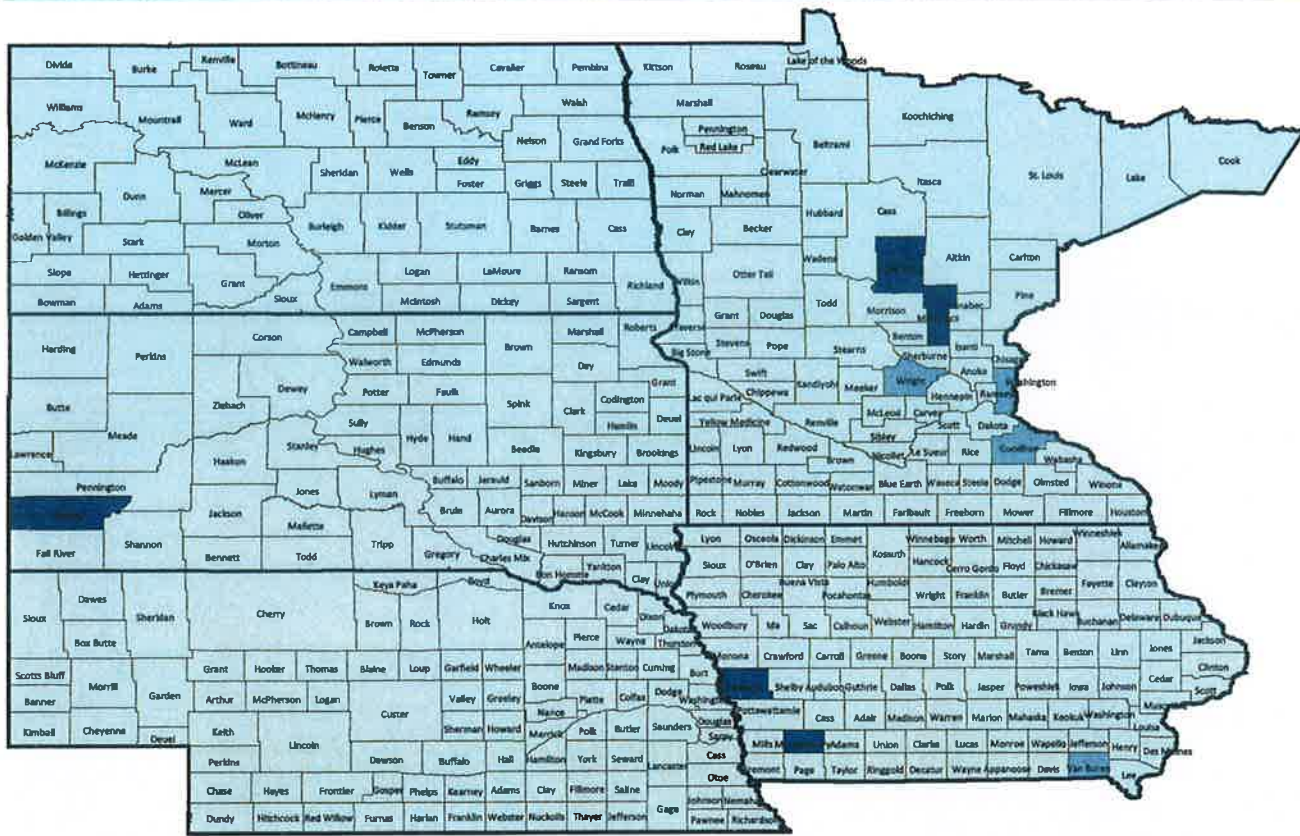 Divide Burke Renville Bottineau Rolette Towner Cavalier Pembina Kittson Roseau Lake of the Woods
Williams Mountrall Ward McHenry Pierce Benson Ramsey Walsh Marshall Koochiching
McKenzie McLean Sheridan Wells Eddy Foster Nelson Grand Forks Polk Pennington Red Lake Beltrami Clearwater Cook
Dunn Mercer Oliver Griggs Steele Traill Norman Mahnomen Itasca St. Louis Lake
Billings Golden Valley Stark Morton Burleigh Kidder Stutsman Barnes Cass Clay Becker Hubbard Cass
Slope Hettinger Grant Sioux Emmons Logan LaMoure Ransom Richland Wilkin Otter Tail Wadena Aitkin Carlton
Bowman Adams McIntosh Dickey Sargent Grant Douglas Todd Morrison Pine
Harding Perkins Corson Campbell McPherson Brown Marshall Roberts Traverse Stevens Pope Stearns Benton Isanti
Walworth Edmunds Day Big Stone Sherburne Chisago
Butte Meade Ziebach Dewey Potter Faulk Spink Clark Codington Grant Swift Kandiyohi Meeker Wright Anoka Washington
Lawrence Sully Hyde Hand Hamlin Deuel Lac qui Parle Chippewa McLeod Carver Hennepin Ramsey
Haakon Stanley Hughes Beadle Kingsbury Brookings Yellow Medicine Renville Sibley Scott Dakota
Lincoln Lyon Redwood Brown Nicollet Le Sueur Rice Goodhue Wabasha
Pennington Jones Lyman Buffalo Jerauld Sanborn Miner Lake Moody Pipestone Murray Cottonwood Watonwan Blue Earth Waseca Steele Dodge Olmsted Winona
Jackson Mellette Brule Aurora Davison Hanson McCook Minnehaha Rock Nobles Jackson Martin Faribault Freeborn Mower Fillmore Houston
Fall River Shannon Bennett Todd Tripp Gregory Douglas Charles Mix Hutchinson Turner Lincoln
Bon Homme Yankton Clay Union
Lyon Osceola Dickinson Emmet Kossuth Winnebago Worth Mitchell Howard Winneshiek Allamakee
Sioux O'Brien Clay Palo Alto Hancock Cerro Gordo Floyd Chickasaw
Plymouth Cherokee Buena Vista Pocahontas Humboldt Wright Franklin Butler Bremer Fayette Clayton
Woodbury Ida Sac Calhoun Webster Hamilton Hardin Grundy Black Hawk Buchanan Delaware Dubuque
Monona Crawford Carroll Greene Boone Story Marshall Tama Benton Linn Jones Jackson
Shelby Audubon Guthrie Dallas Polk Jasper Poweshiek Iowa Johnson Cedar Clinton Scott
Pottawattamie Cass Adair Madison Warren Marion Mahaska Keokuk Washington Louisa
Mills Adams Union Clarke Lucas Monroe Wapello Jefferson Henry Des Moines
Fremont Page Taylor Ringgold Decatur Wayne Appanoose Davis Van Buren Lee
Sioux Dawes Sheridan Cherry Keya Paha Boyd Brown Rock Holt Knox Cedar Dixon Dakota
Box Butte Antelope Pierce Wayne Thurston
Scotts Bluff Morrill Garden Grant Hooker Thomas Blaine Loup Garfield Wheeler Madison Stanton Cuming Burt
Banner Arthur McPherson Logan Custer Valley Greeley Boone Nance Platte Colfax Dodge Washington
Kimball Cheyenne Deuel Keith Lincoln Sherman Howard Merrick Polk Butler Saunders Douglas Sarpy
Perkins Dawson Buffalo Hall Hamilton York Seward Lancaster Cass
Otoe
Chase Hayes Frontier Gosper Phelps Kearney Adams Clay Fillmore Saline Gage Johnson Nemaha
Dundy Hitchcock Red Willow Furnas Harlan Franklin Webster Nuckolls Thayer Jefferson Pawnee Richardson